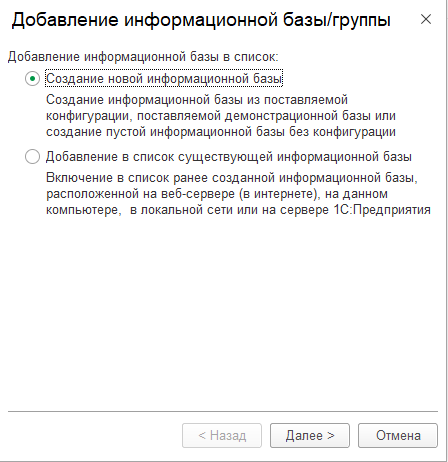 Добавление информационной базы/группы
Добавление информационной базы в список:
Создание новой информационной базы
Создание информационной базы из поставляемой
конфигурации, поставляемой демонстрационной базы или
создание пустой информационной базы без конфигурации
Добавление в список существующей информационной базы
Включение в список ранее созданной информационной базы,
расположенной на веб-сервере (в интернете), на данном
компьютере, в локальной сети или на сервере 1С:Предприятия
< Назад
Далее >
Отмена